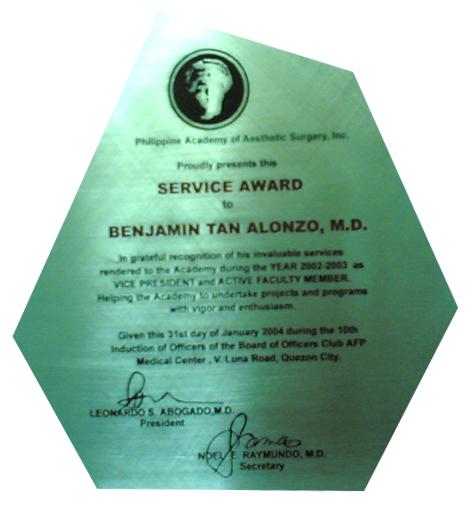 Philippine Academy of Aesthetic Surgery, Inc.
Proudly presents this
SERVICE AWARD
to
BENJAMIN TAN ALONZO, M.D.
In grateful recognition of his invaluable services
rendered to the Academy during the YEAR 2002-2003 as
VICE PRESIDENT and ACTIVE FACULTY MEMBER.
Helping the Academy to undertake projects and programs
with vigor and enthusiasm.
Given this 31st day of January 2004 during the 10th
Induction of Officers of the Board of Officers Club AFP
Medical Center , V. Luna Road, Quezon City.
LEONARDO S. ABOGADO,M.D.
President
NOEL E. RAYMUNDO, M.D.
Secretary